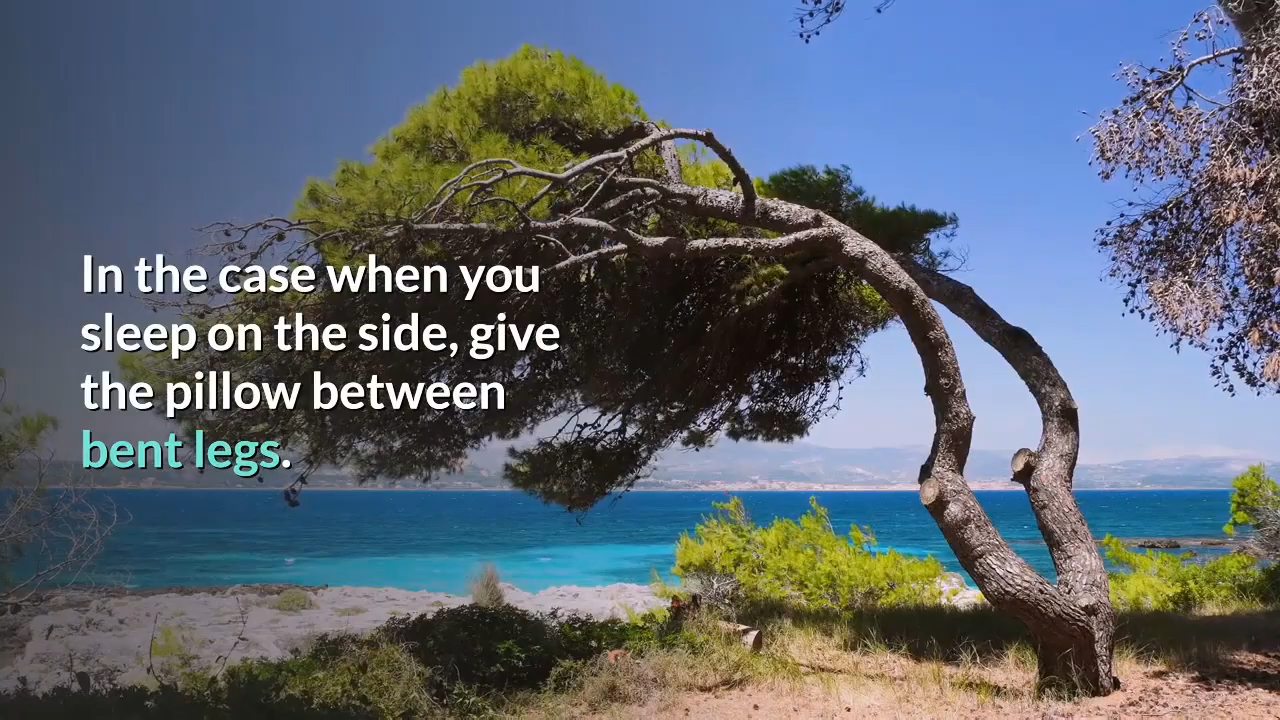 In the case when you
sleep on the side, give
the pillow between
bent legs.